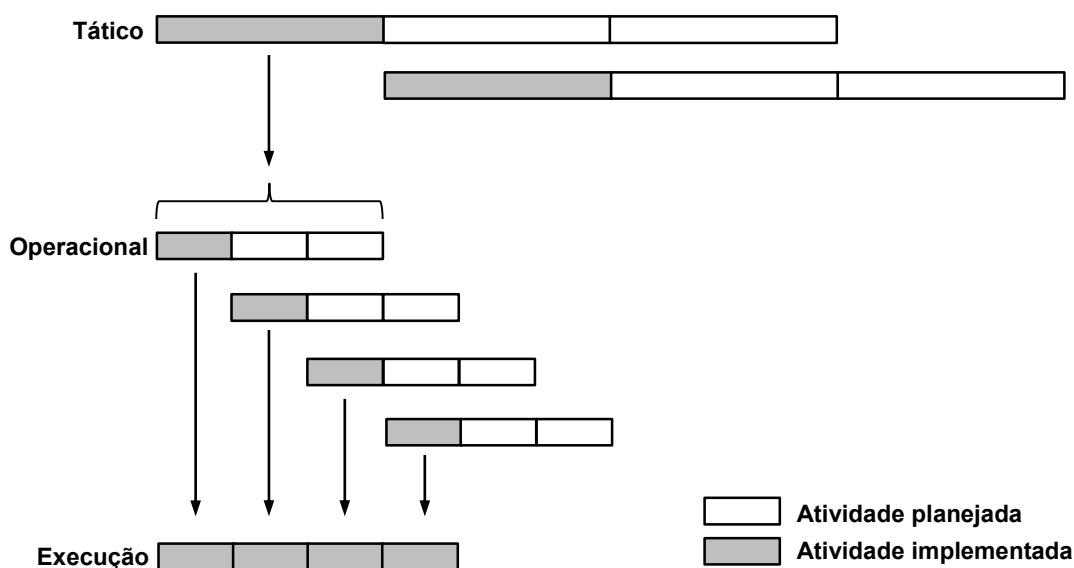 Tático
Operacional
Atividade planejada
Execução
Atividade implementada